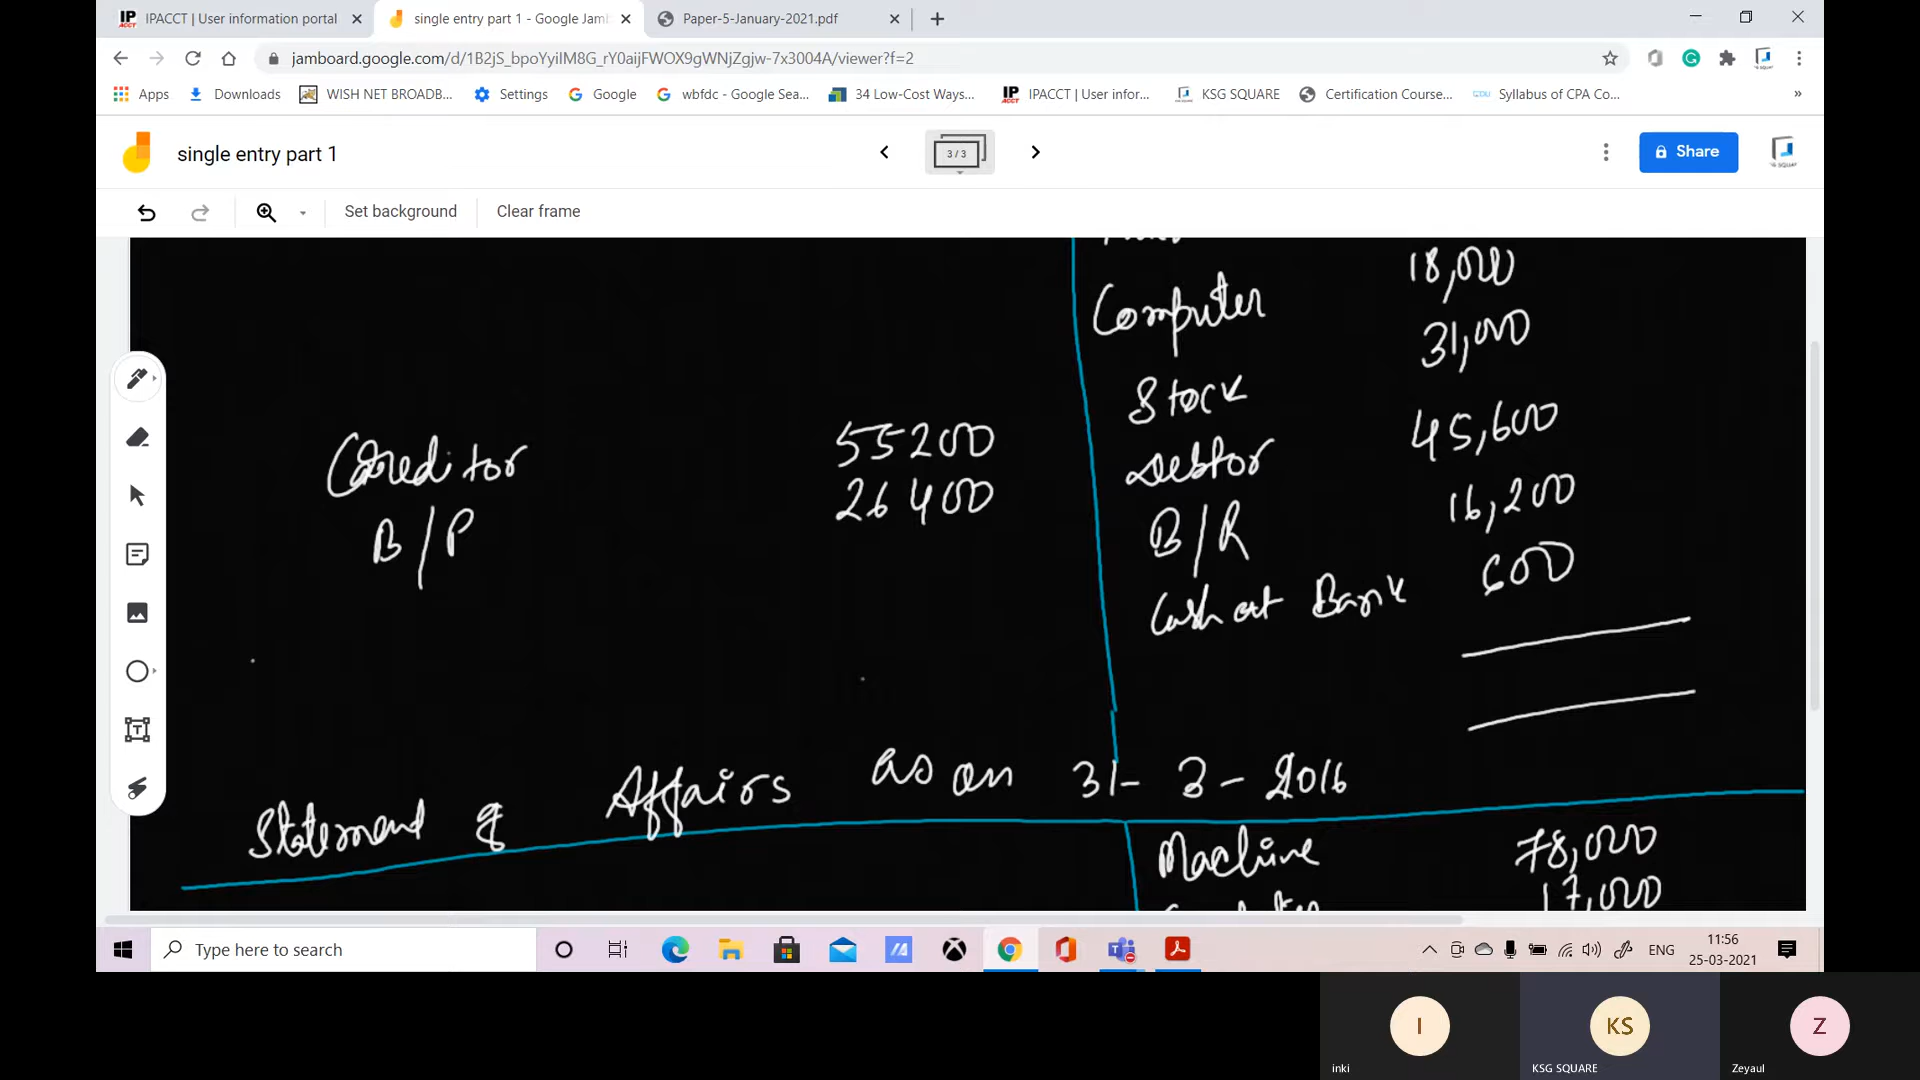 IPACCT | User information portal
single entry part 1 - Google Jamb
Paper-5-January-2021.pdf
jamboard.google.com/d/1B2jS_bpoYyiIM8G_rY0aijFWOX9gWNjZgjw-7x3004A/viewer?f=2
Apps
Downloads
WISH NET BROADB...
Settings
Google
wbfdc - Google Sea...
34 Low-Cost Ways...
IPACCT | User infor...
KSG SQUARE
Certification Course...
Syllabus of CPA Co...
single entry part 1
3 / 3
Share
Set background
Clear frame
18,000
Computer
31,000
Stock
45,600
Creditor 55200
Debtor
16,200
B/P 26400
B/R
600
Cash at Bank
Statement of Affairs as on 31-3-2016
Machine 78,000
17,000
Type here to search
ENG
11:56
25-03-2021
I
KS
Z
inki
KSG SQUARE
Zeyaul